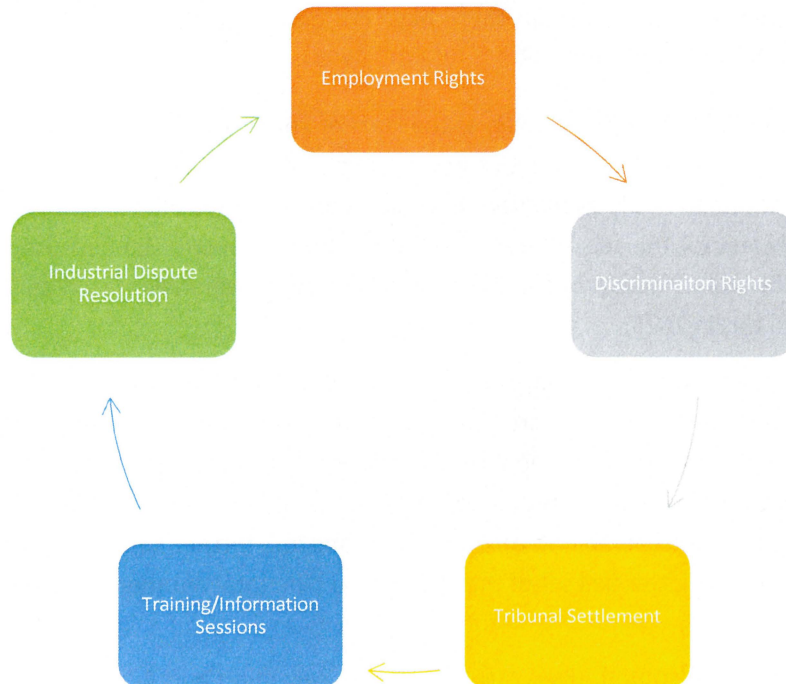 Employment Rights
Discriminaiton Rights
Tribunal Settlement
Training/Information
Sessions
Industrial Dispute
Resolution